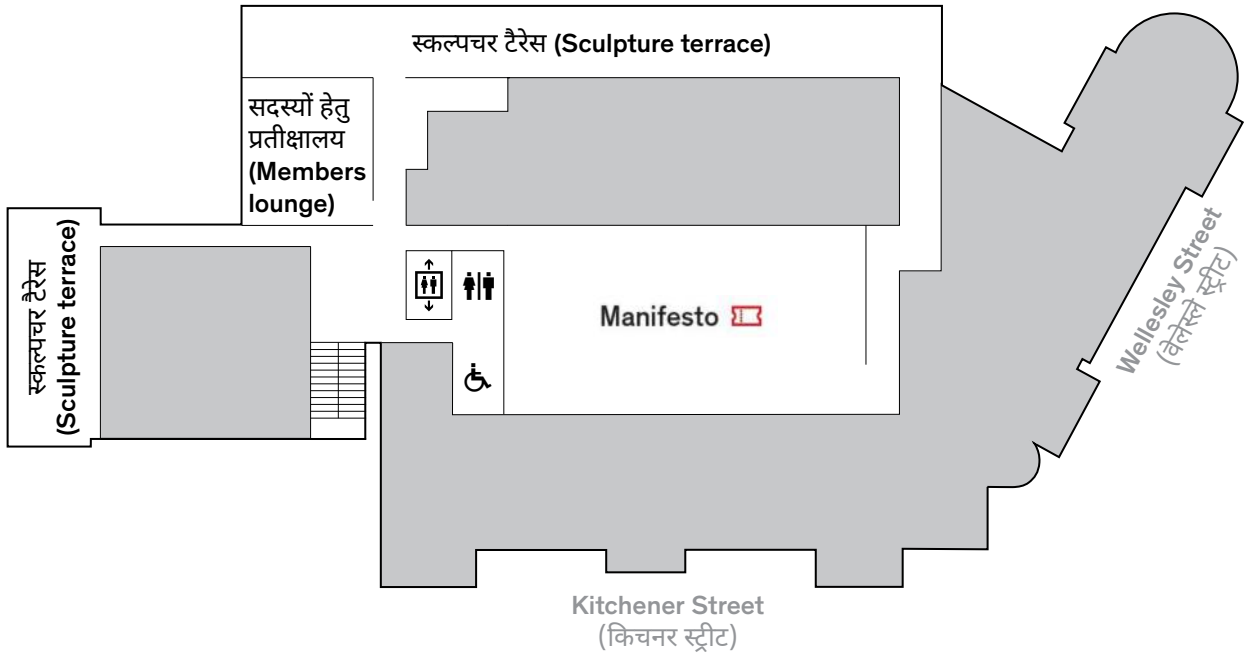 स्कल्पचर टैरेस (Sculpture terrace)
सदस्यों हेतु
प्रतीक्षालय
(Members
lounge)
स्कल्पचर टैरेस
(Sculpture terrace)
Manifesto
Wellesley Street
(वेलेस्ले स्ट्रीट)
Kitchener Street
(किचनर स्ट्रीट)